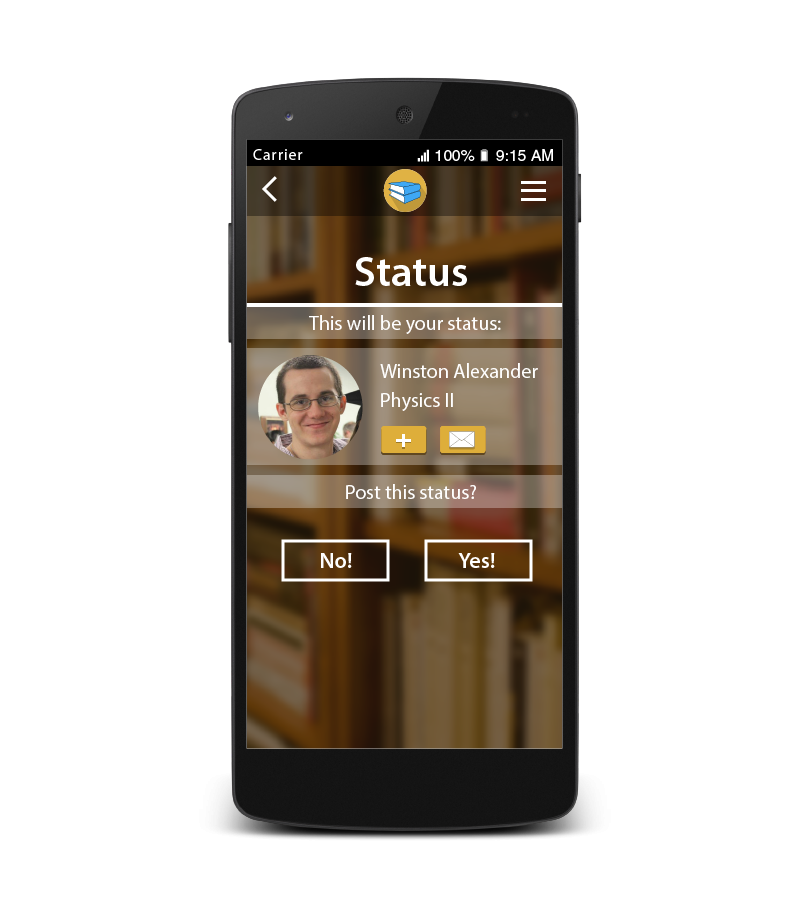 Carrier 100% 9:15 AM
Status
This will be your status:
Winston Alexander
Physics II
Post this status?
No! Yes!